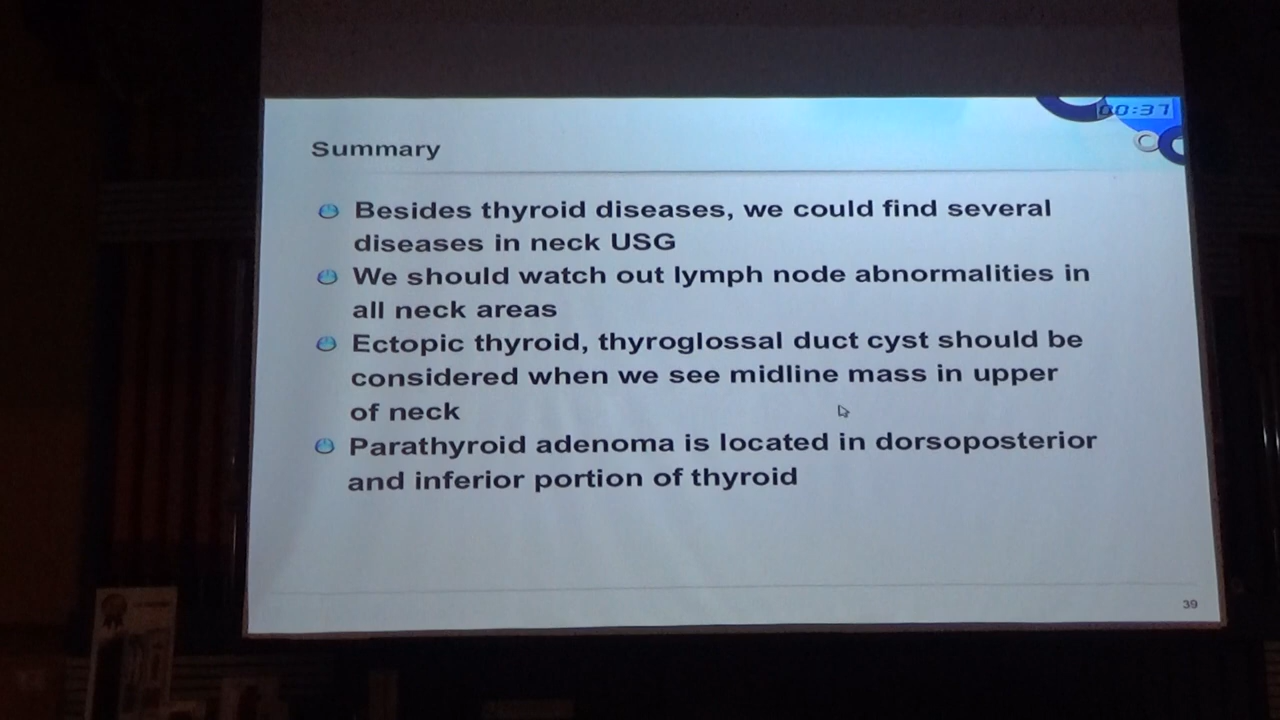 00:37
Summary
Besides thyroid diseases, we could find several
diseases in neck USG
We should watch out lymph node abnormalities in
all neck areas
Ectopic thyroid, thyroglossal duct cyst should be
considered when we see midline mass in upper
of neck
Parathyroid adenoma is located in dorsoposterior
and inferior portion of thyroid
39